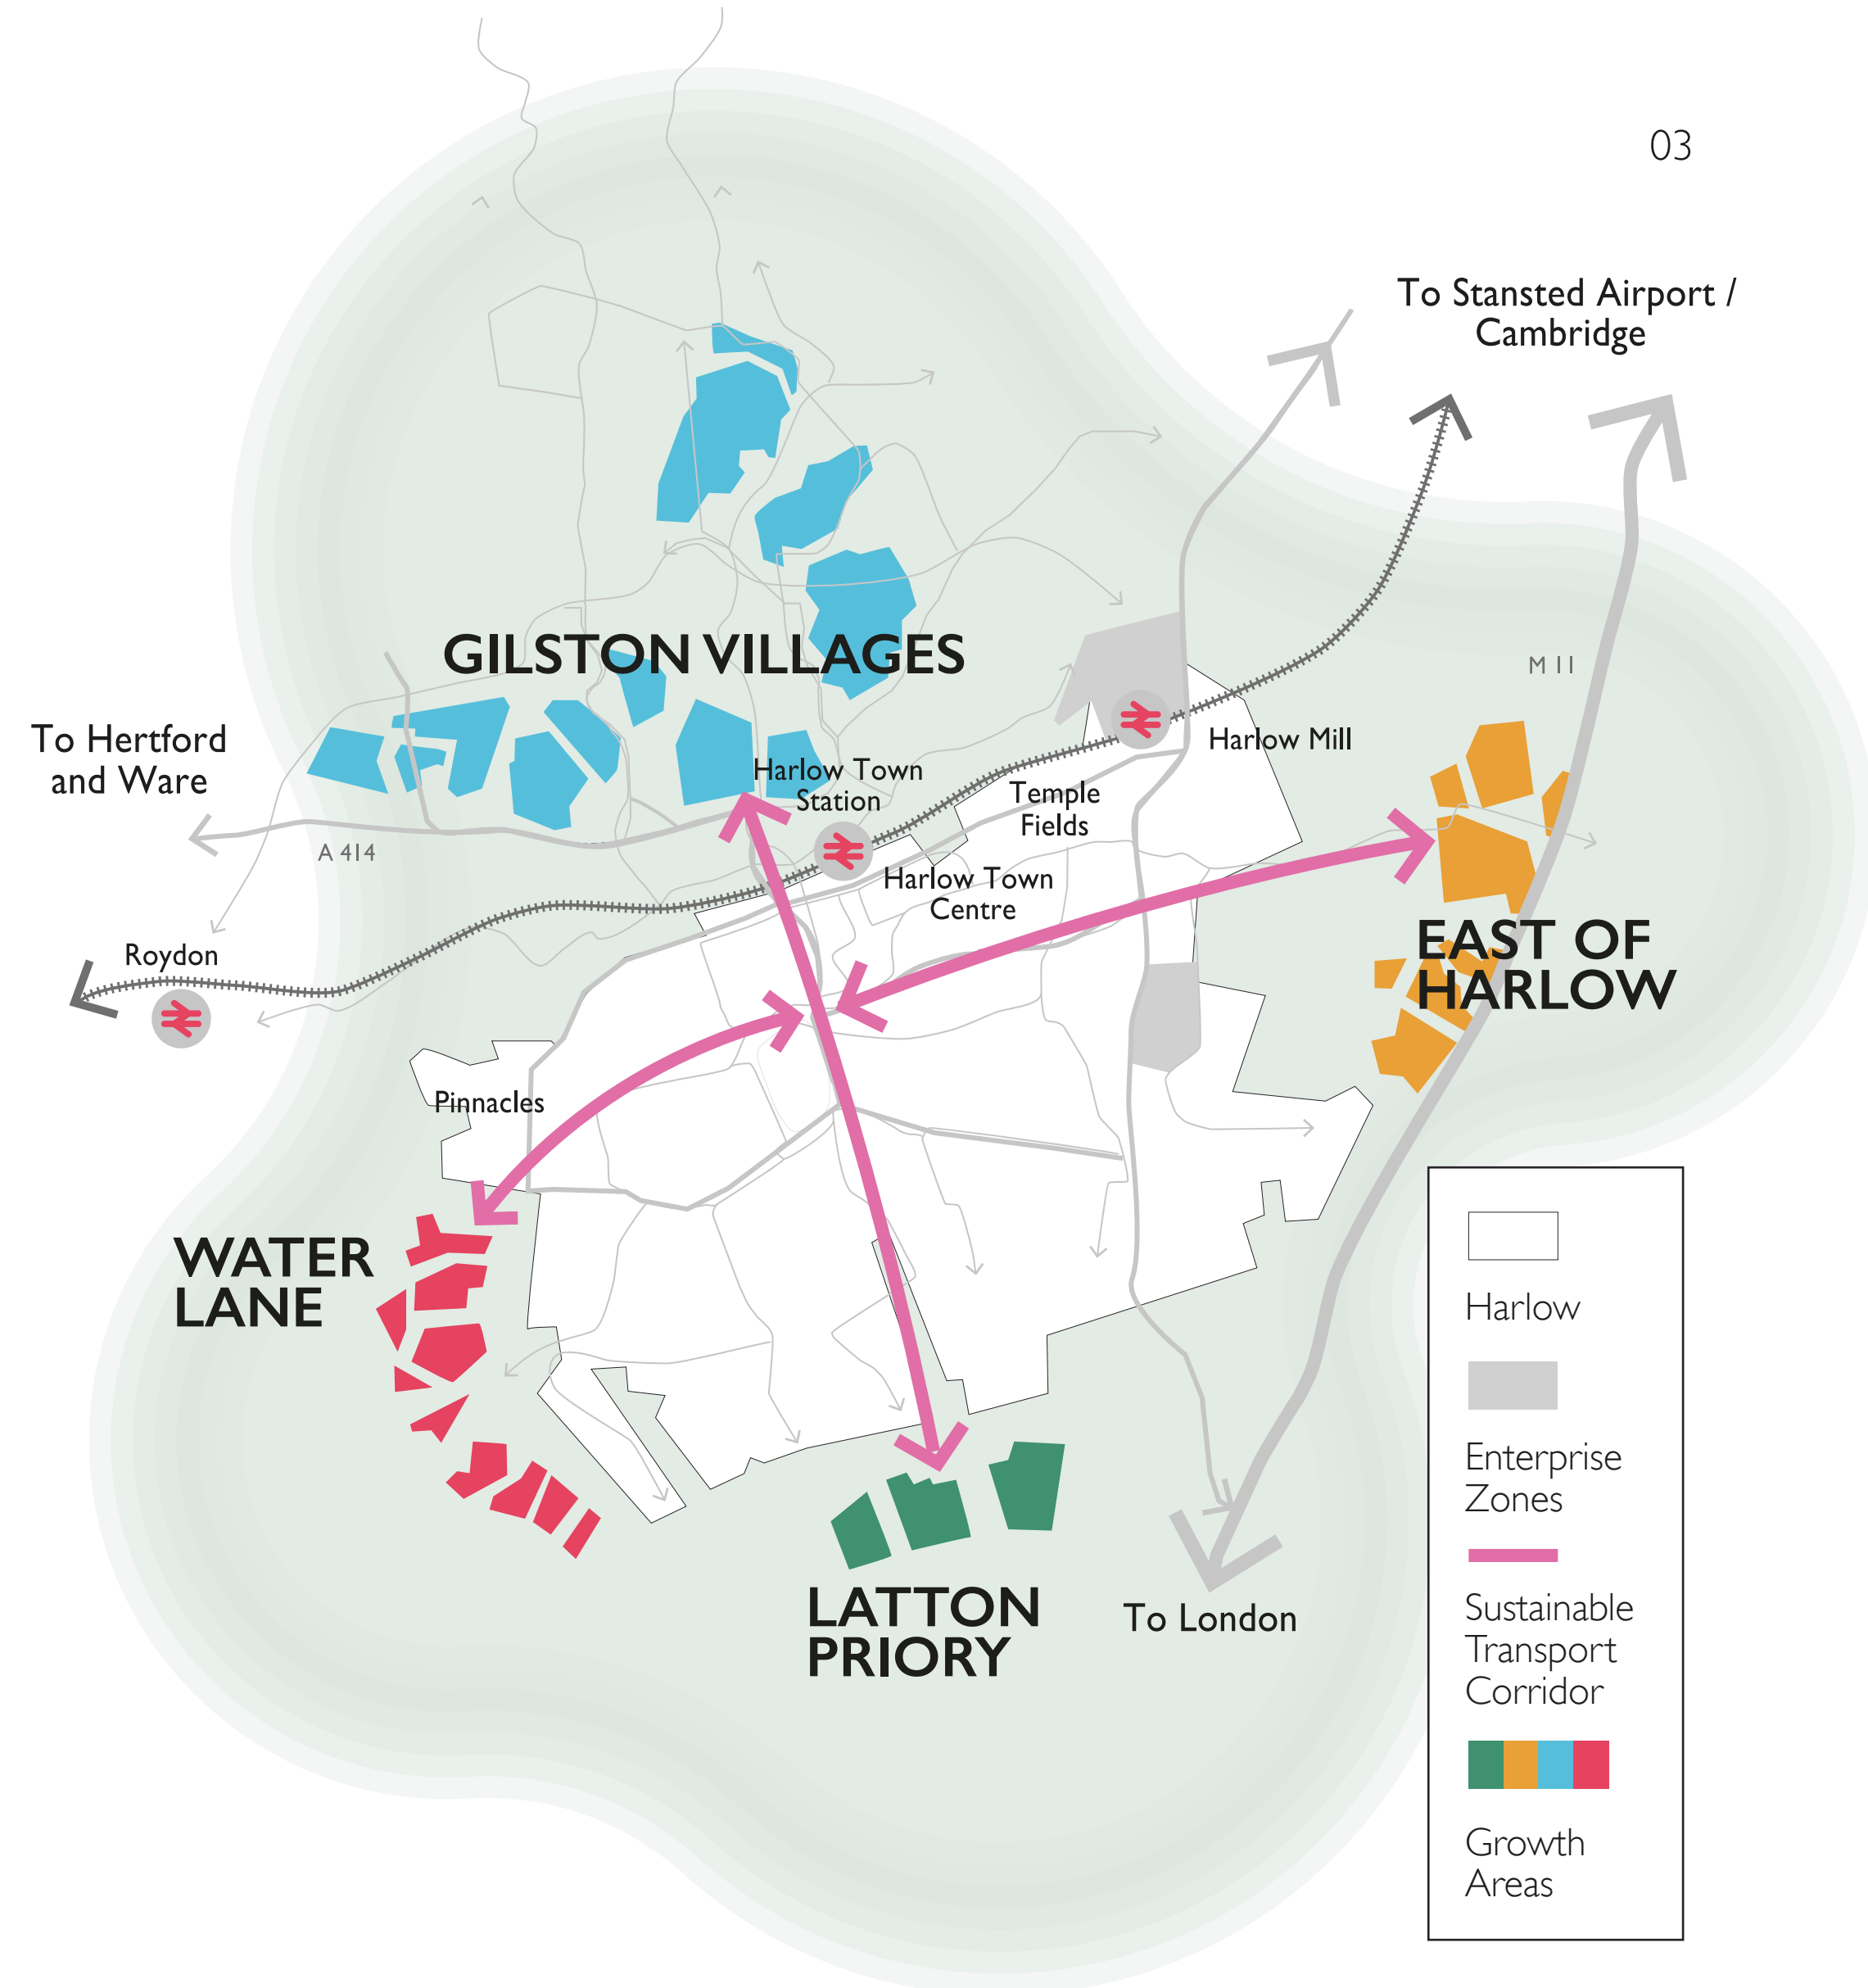 03
To Stansted Airport /
Cambridge
GILSTON VILLAGES
M 11
To Hertford
and Ware
Harlow Mill
Harlow Town
Station
Temple
Fields
A 414
Harlow Town
Centre
EAST OF
HARLOW
Roydon
Pinnacles
WATER
LANE
LATTON
PRIORY
To London
Harlow
Enterprise
Zones
Sustainable
Transport
Corridor
Growth
Areas